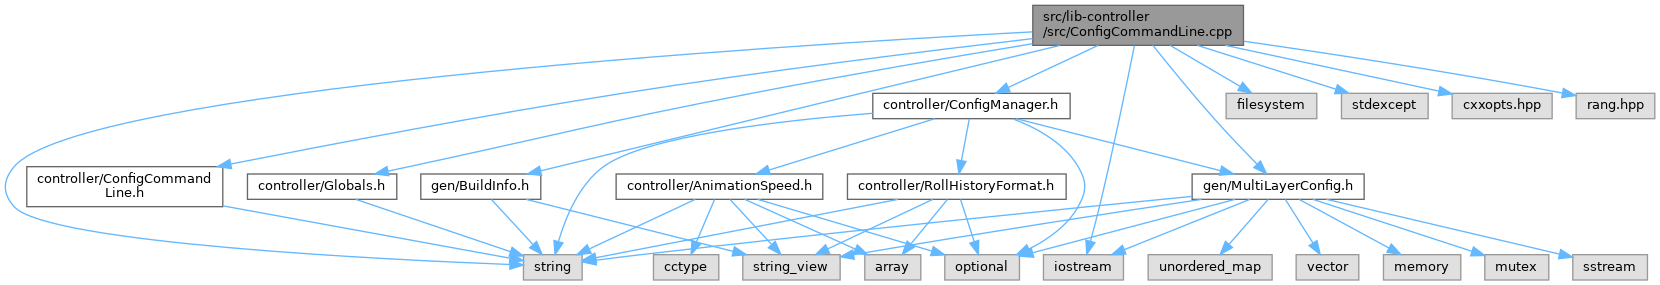 src/lib-controller
/src/ConfigCommandLine.cpp
controller/ConfigManager.h
filesystem
stdexcept
cxxopts.hpp
rang.hpp
controller/ConfigCommand
Line.h
controller/Globals.h
gen/BuildInfo.h
controller/AnimationSpeed.h
controller/RollHistoryFormat.h
gen/MultiLayerConfig.h
string
cctype
string_view
array
optional
iostream
unordered_map
vector
memory
mutex
sstream